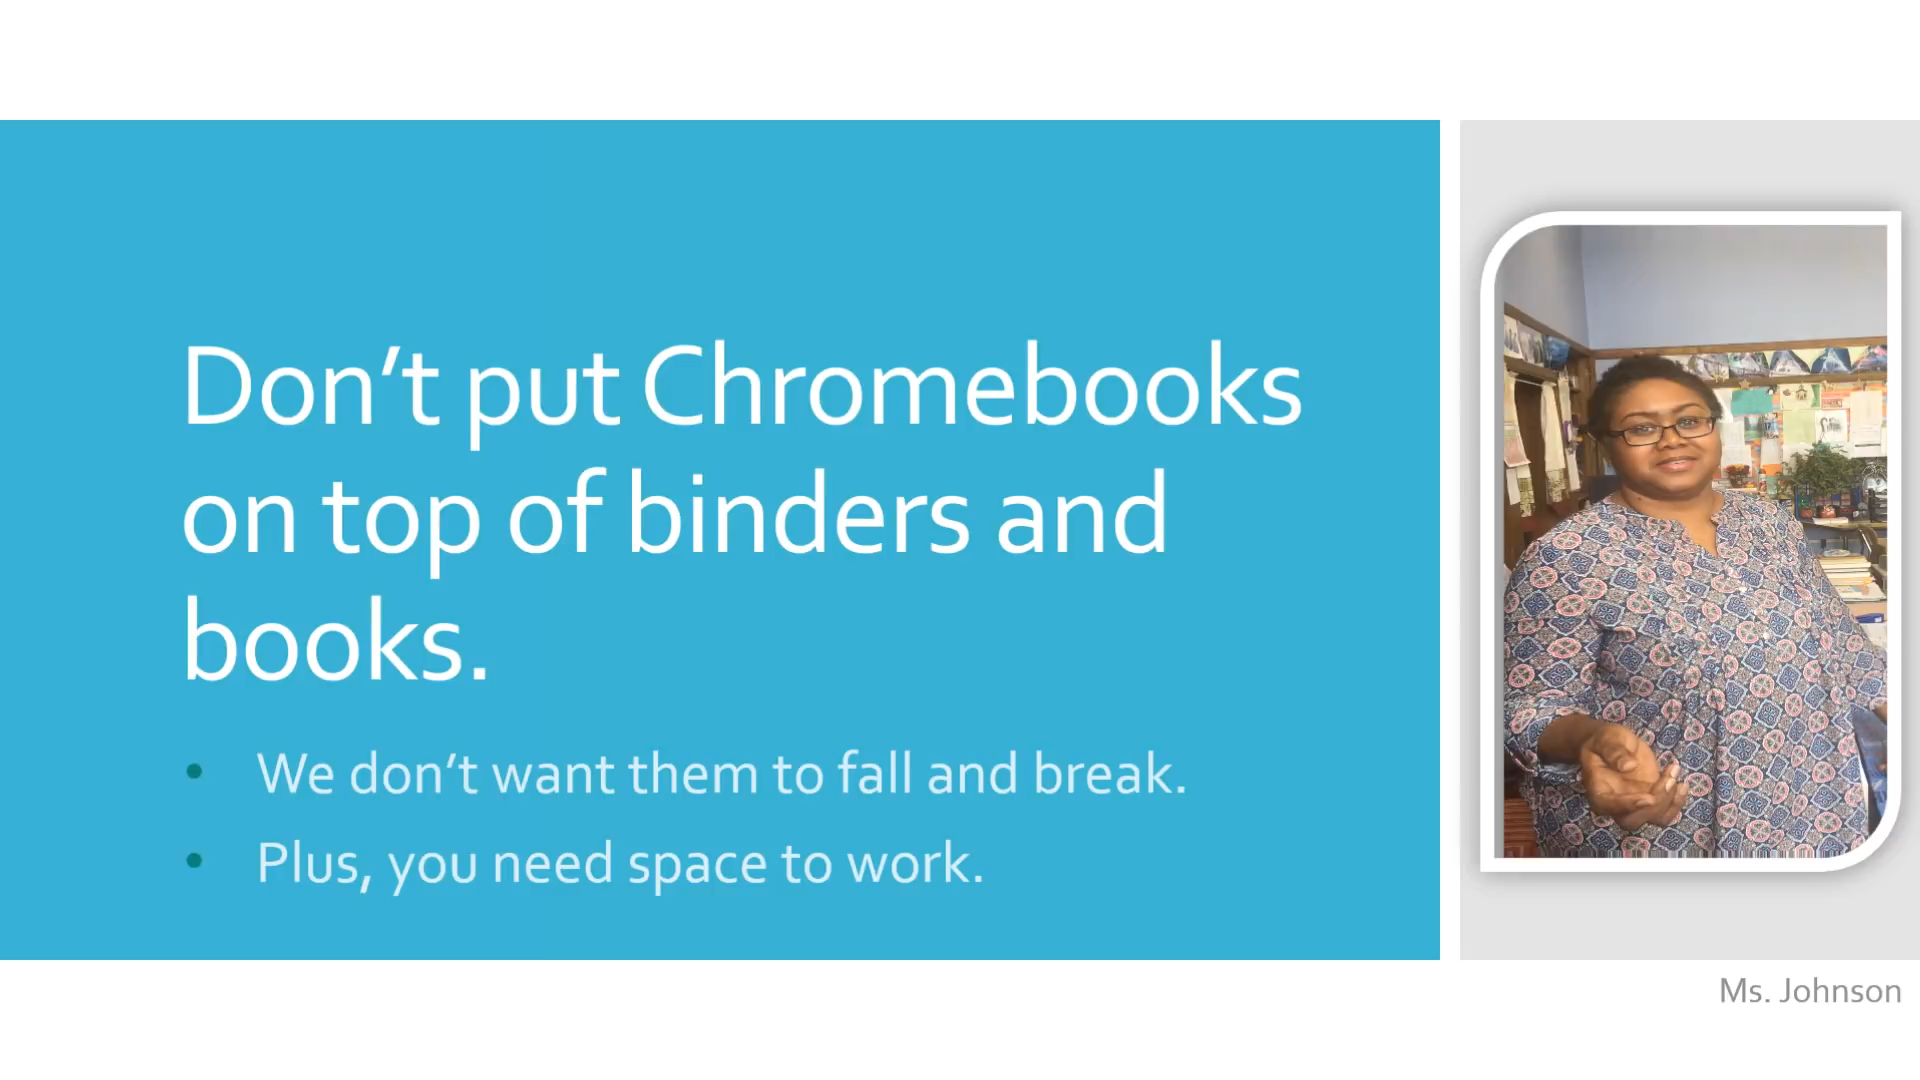 Don’t put Chromebooks
on top of binders and
books.
• We don’t want them to fall and break.
• Plus, you need space to work.
Ms. Johnson